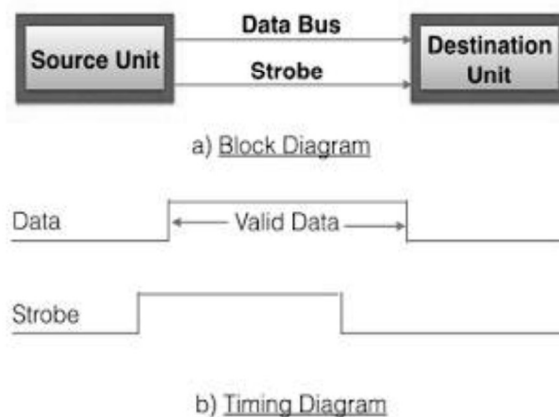 Data Bus
Source Unit
Strobe
Destination
Unit
a) Block Diagram
Data
Valid Data
Strobe
b) Timing Diagram